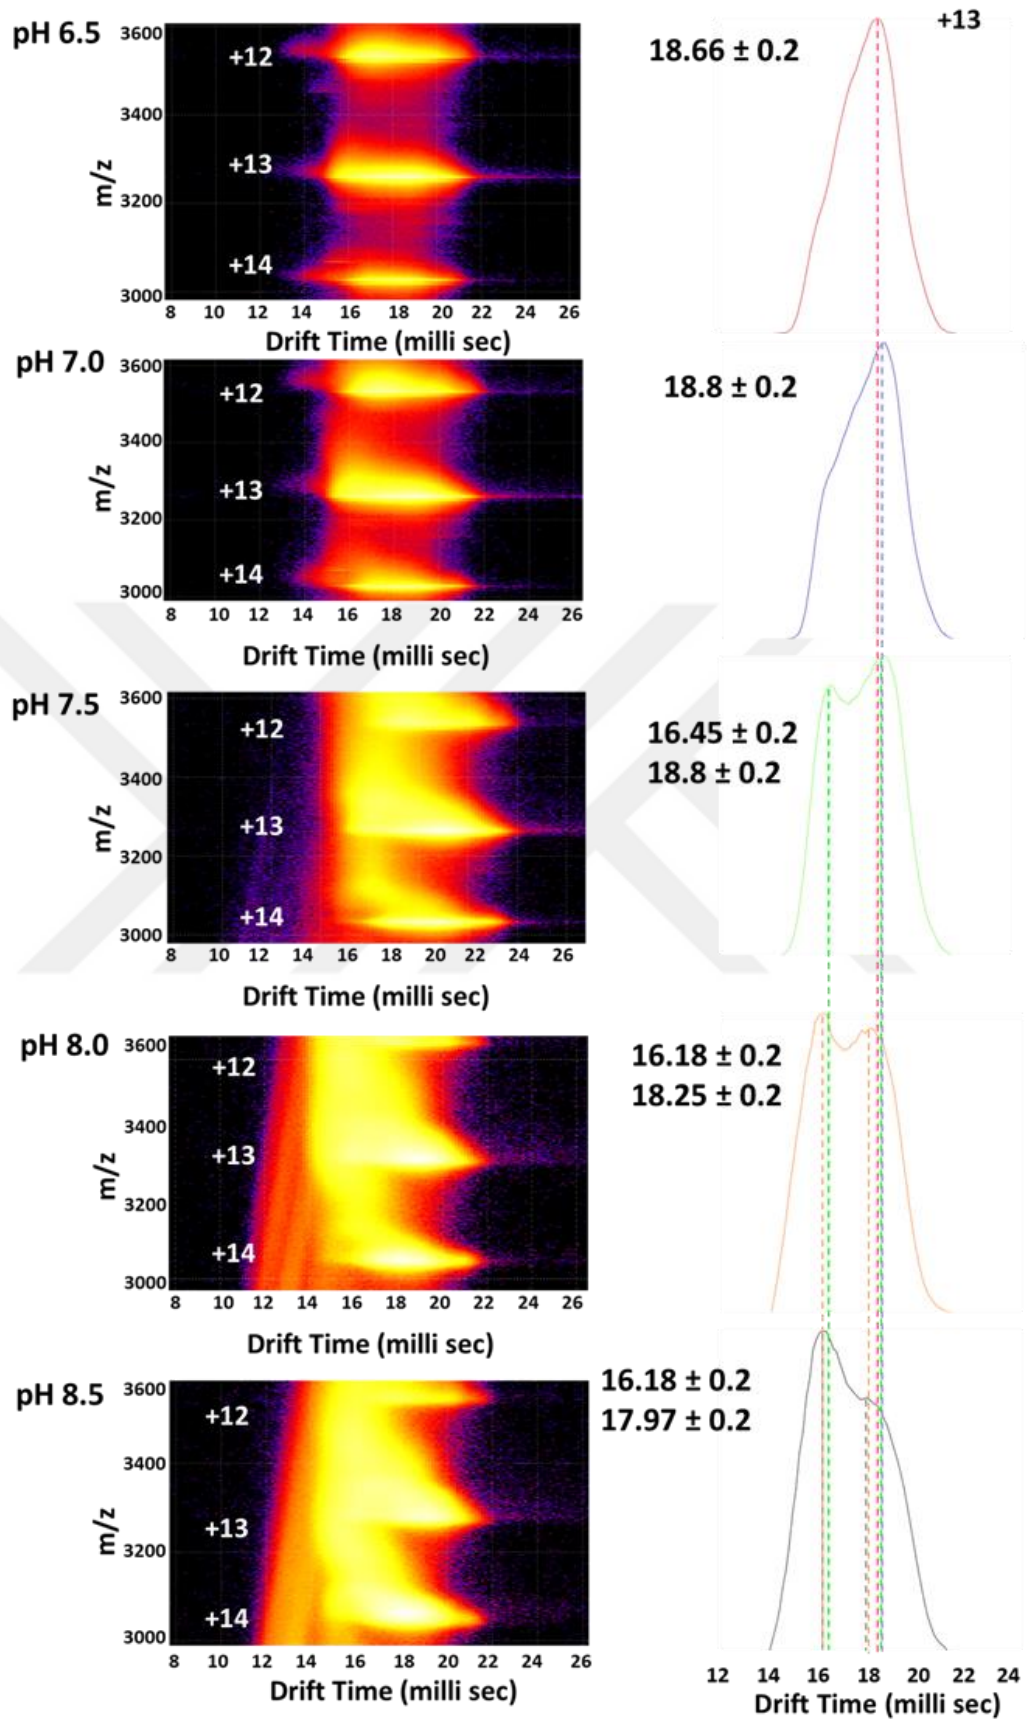 pH 6.5
3600
3400
3200
3000
m/z
+12
+13
+14
8 10 12 14 16 18 20 22 24 26
Drift Time (milli sec)
18.66 ± 0.2
+13
pH 7.0
3600
3400
3200
3000
m/z
+12
+13
+14
8 10 12 14 16 18 20 22 24 26
Drift Time (milli sec)
18.8 ± 0.2
pH 7.5
3600
3400
3200
3000
m/z
+12
+13
+14
8 10 12 14 16 18 20 22 24 26
Drift Time (milli sec)
16.45 ± 0.2
18.8 ± 0.2
pH 8.0
3600
3400
3200
3000
m/z
+12
+13
+14
8 10 12 14 16 18 20 22 24 26
Drift Time (milli sec)
16.18 ± 0.2
18.25 ± 0.2
pH 8.5
3600
3400
3200
3000
m/z
+12
+13
+14
8 10 12 14 16 18 20 22 24 26
Drift Time (milli sec)
16.18 ± 0.2
17.97 ± 0.2
12 14 16 18 20 22 24
Drift Time (milli sec)